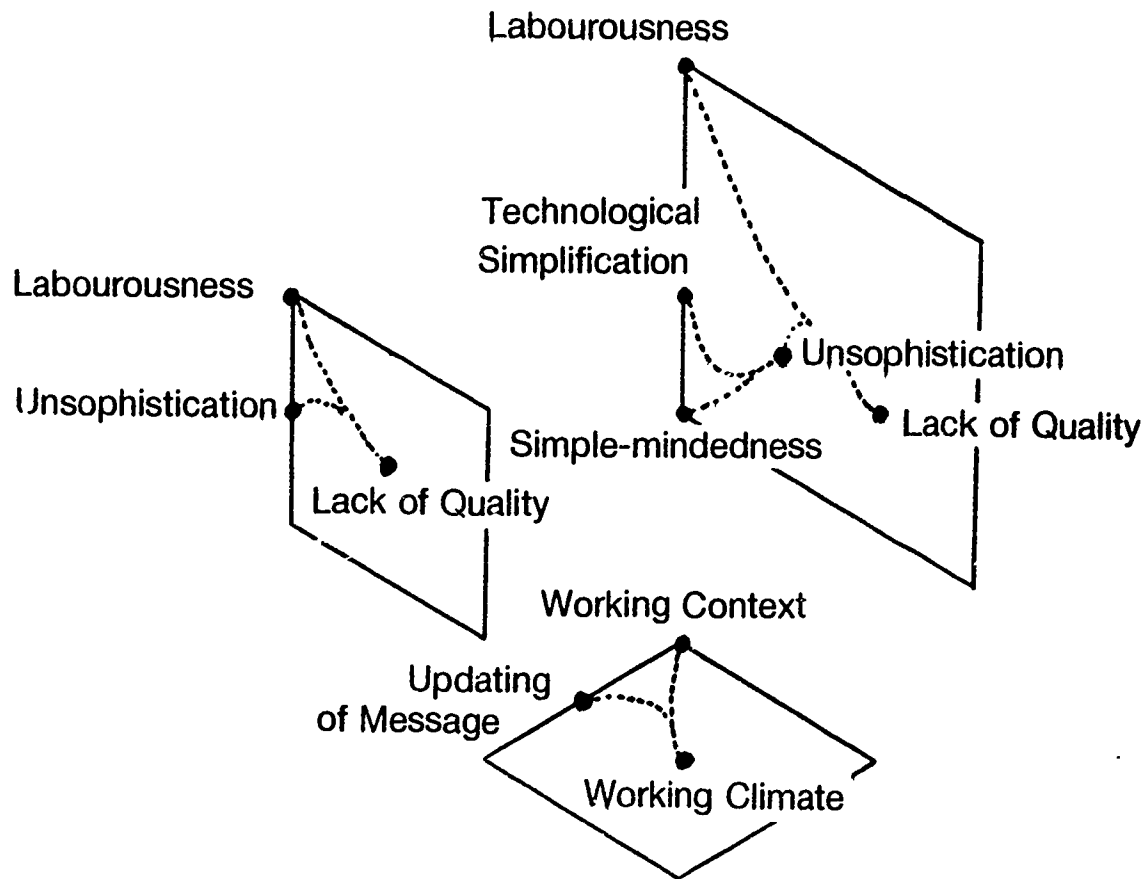 Labourousness
Technological
Simplification
Labourousness
Unsophistication
Unsophistication
Lack of Quality
Simple-mindedness
Lack of Quality
Working Context
Updating
of Message
Working Climate